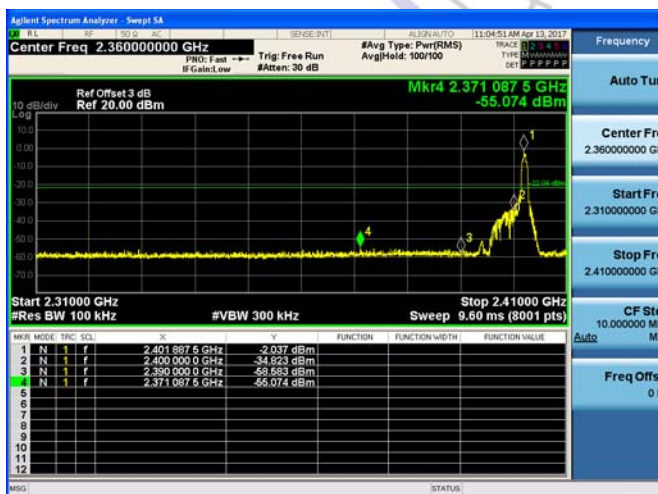 Agilent Spectrum Analyzer - Swept SA
RL RF 50 Ω AC SENSE:INT ALIGN AUTO 11:04:51 AM Apr 13, 2017
Center Freq 2.360000000 GHz
PNO: Fast
IFGain:Low
Trig: Free Run
#Atten: 30 dB
#Avg Type: Pwr(RMS)
Avg|Hold: 100/100
TRACE 1 2 3 4 5 6
TYPE M
DET P P P P P P
Ref Offset 3 dB
Ref 20.00 dBm
10 dB/div
Log
Mkr4 2.371 087 5 GHz
-55.074 dBm
10.0
0.00
-10.0
-20.0
-30.0
-40.0
-50.0
-60.0
-70.0
1
-22.04 dBm
2
4
3
Start 2.31000 GHz
Stop 2.41000 GHz
#Res BW 100 kHz
#VBW 300 kHz
Sweep 9.60 ms (8001 pts)
MKR MODE TRC SCL X Y FUNCTION FUNCTION WIDTH FUNCTION VALUE
1 N 1 f 2.401 887 5 GHz -2.037 dBm
2 N 1 f 2.400 000 0 GHz -34.823 dBm
3 N 1 f 2.390 000 0 GHz -58.583 dBm
4 N 1 f 2.371 087 5 GHz -55.074 dBm
5
6
7
8
9
10
11
12
MSG
STATUS
Frequency
Auto Tu
Center Fr
2.360000000 G
Start Fr
2.310000000 G
Stop Fr
2.410000000 G
CF Ste
10.000000 M
Auto M
Freq Offs
0